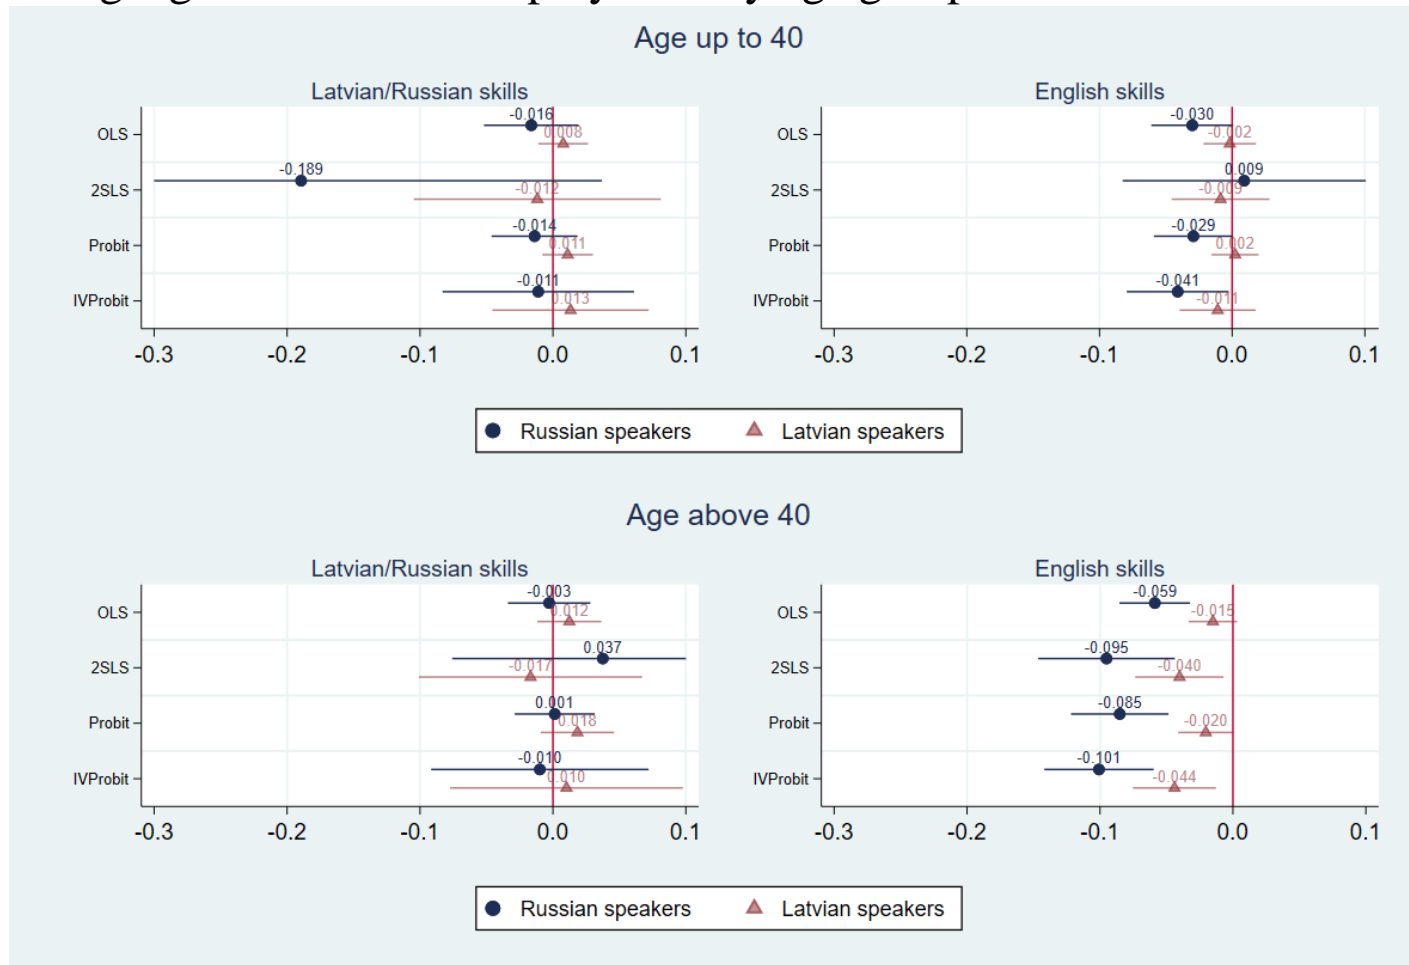 Age up to 40
Latvian/Russian skills
-0.016
OLS
0.008
-0.189
2SLS
-0.012
-0.014
Probit
0.011
-0.011
IVProbit
0.013
-0.3 -0.2 -0.1 0.0 0.1
English skills
-0.030
OLS
-0.002
0.009
2SLS
-0.009
-0.029
Probit
0.002
-0.041
IVProbit
-0.011
-0.3 -0.2 -0.1 0.0 0.1
Russian speakers Latvian speakers
Age above 40
Latvian/Russian skills
-0.003
OLS
0.012
0.037
2SLS
-0.017
0.001
Probit
0.018
-0.010
IVProbit
0.010
-0.3 -0.2 -0.1 0.0 0.1
English skills
-0.059
OLS
-0.015
-0.095
2SLS
-0.040
-0.085
Probit
-0.020
-0.101
IVProbit
-0.044
-0.3 -0.2 -0.1 0.0 0.1
Russian speakers Latvian speakers